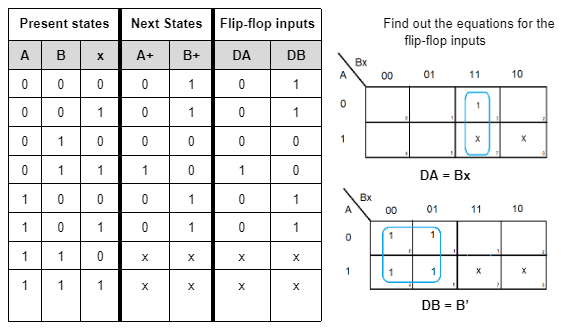 Present states Next States Flip-flop inputs
A B x A+ B+ DA DB
0 0 0 0 1 0 1
0 0 1 0 1 0 1
0 1 0 0 0 0 0
0 1 1 1 0 1 0
1 0 0 0 1 0 1
1 0 1 0 1 0 1
1 1 0 x x x x
1 1 1 x x x x
Find out the equations for the
flip-flop inputs
Bx
A 00 01 11 10
0 1
1 x x
DA = Bx
Bx
A 00 01 11 10
0 1 1
1 1 1 x x
DB = B'